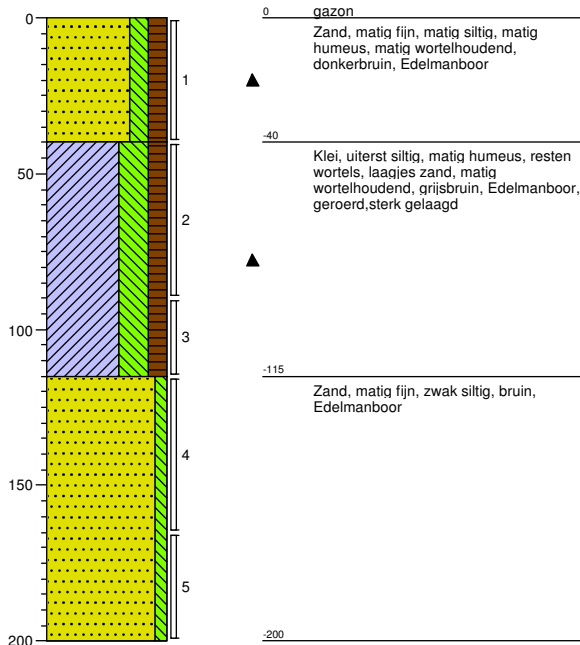 0
50
100
150
200
1
2
3
4
5
0
gazon
Zand, matig fijn, matig siltig, matig
humeus, matig wortelhoudend,
donkerbruin, Edelmanboor
-40
Klei, uiterst siltig, matig humeus, resten
wortels, laagjes zand, matig
wortelhoudend, grijsbruin, Edelmanboor,
geroerd,sterk gelaagd
-115
Zand, matig fijn, zwak siltig, bruin,
Edelmanboor
-200